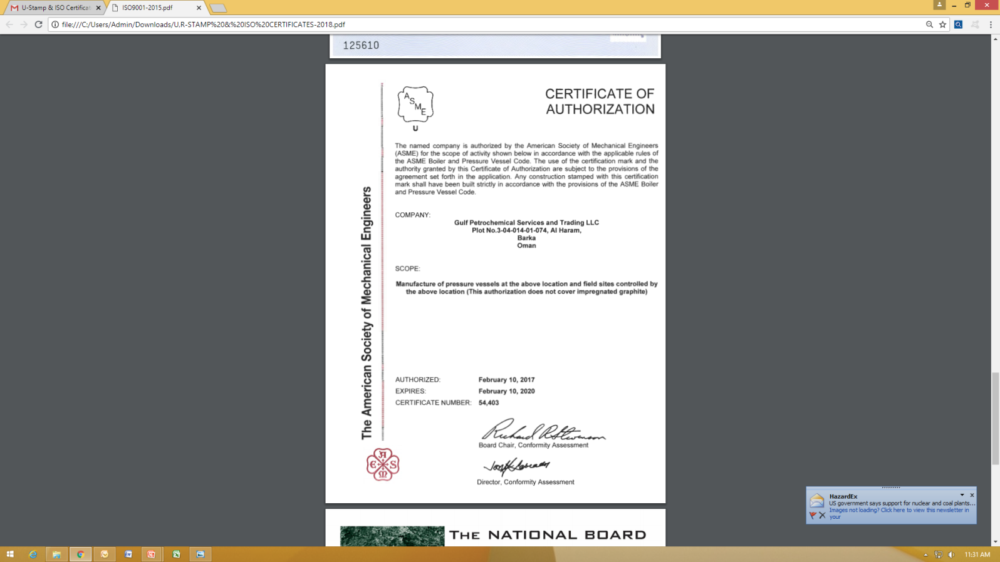 U-Stamp & ISO Certificat
ISO9001-2015.pdf
file:///C:/Users/Admin/Downloads/U,R-STAMP%20&%20ISO%20CERTIFICATES-2018.pdf
125610
ASME
U
CERTIFICATE OF
AUTHORIZATION
The named company is authorized by the American Society of Mechanical Engineers
(ASME) for the scope of activity shown below in accordance with the applicable rules of
the ASME Boiler and Pressure Vessel Code. The use of the certification mark and the
authority granted by this Certificate of Authorization are subject to the provisions of the
agreement set forth in the application. Any construction stamped with this certification
mark shall have been built strictly in accordance with the provisions of the ASME Boiler
and Pressure Vessel Code.
The American Society of Mechanical Engineers
COMPANY:
Gulf Petrochemical Services and Trading LLC
Plot No.3-04-014-01-074, Al Haram,
Barka
Oman
SCOPE:
Manufacture of pressure vessels at the above location and field sites controlled by
the above location (This authorization does not cover impregnated graphite)
AUTHORIZED: February 10, 2017
EXPIRES: February 10, 2020
CERTIFICATE NUMBER: 54,403
Board Chair, Conformity Assessment
Director, Conformity Assessment
ASME
THE NATIONAL BOARD
HazardEx
US government says support for nuclear and coal plants...
Images not loading? Click here to view this newsletter in
your
11:31 AM